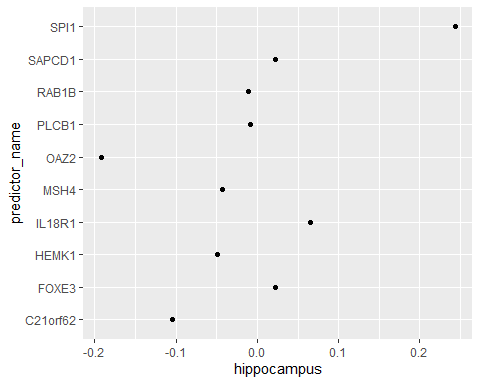 SPI1
SAPCD1
RAB1B
PLCB1
OAZ2
MSH4
IL18R1
HEMK1
FOXE3
C21orf62
predictor_name
-0.2 -0.1 0.0 0.1 0.2
hippocampus